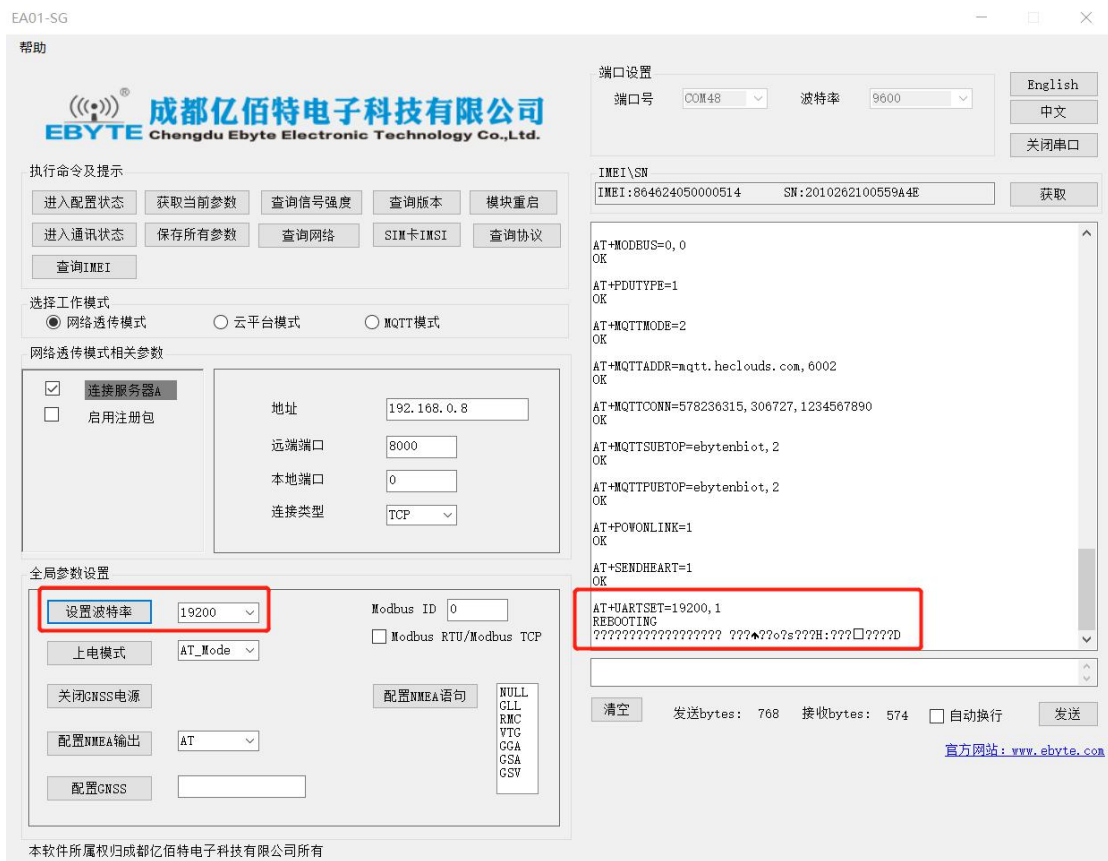 EA01-SG
帮助
EBYTE ®
成都亿佰特电子科技有限公司
Chengdu Ebyte Electronic Technology Co.,Ltd.
端口设置
端口号 COM48 波特率 9600
English
中文
关闭串口
执行命令及提示
进入配置状态 获取当前参数 查询信号强度 查询版本 模块重启
进入通讯状态 保存所有参数 查询网络 SIM卡IMSI 查询协议
查询IMEI
IMEI\SN
IMEI:864624050000514 SN:2010262100559A4E 获取
选择工作模式
网络透传模式 云平台模式 MQTT模式
网络透传模式相关参数
连接服务器A
启用注册包
地址 192.168.0.8
远端端口 8000
本地端口 0
连接类型 TCP
全局参数设置
设置波特率 19200 Modbus ID 0
Modbus RTU/Modbus TCP
上电模式 AT_Mode
关闭GNSS电源 配置NMEA语句
NULL
GLL
RMC
VTG
GGA
GSA
GSV
配置NMEA输出 AT
配置GNSS
本软件所属权归成都亿佰特电子科技有限公司所有
AT+MODBUS=0,0
OK
AT+PDUTYPE=1
OK
AT+MQTTMODE=2
OK
AT+MQTTADDR=mqtt.heclouds.com,6002
OK
AT+MQTTCONN=578236315,306727,1234567890
OK
AT+MQTTSUBTOP=ebytenbiot,2
OK
AT+MQTTPUBTOP=ebytenbiot,2
OK
AT+POWONLINK=1
OK
AT+SENDHEART=1
OK
AT+UARTSET=19200,1
REBOOTING
?????????????????? ???♠??o?s???H:???□????D
清空 发送bytes: 768 接收bytes: 574 自动换行 发送
官方网站：www.ebyte.com